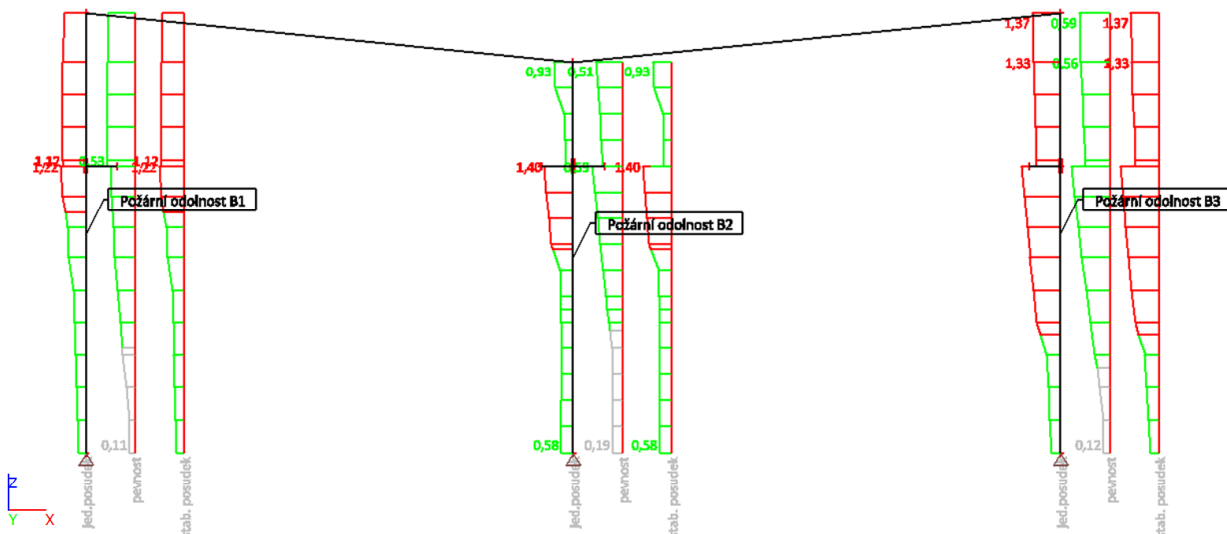 1,37
0,59
1,37
0,93
0,51
0,93
1,33
0,56
1,33
0,53
1,12
1,22
1,22
1,40
0,59
1,40
Požární odolnost B1
Požární odolnost B2
Požární odolnost B3
0,11
0,58
0,19
0,58
0,12
Jed.posudek
pevnost
stab. posudek
Jed.posudek
pevnost
stab. posudek
Jed.posudek
pevnost
stab. posudek
Z
Y
X